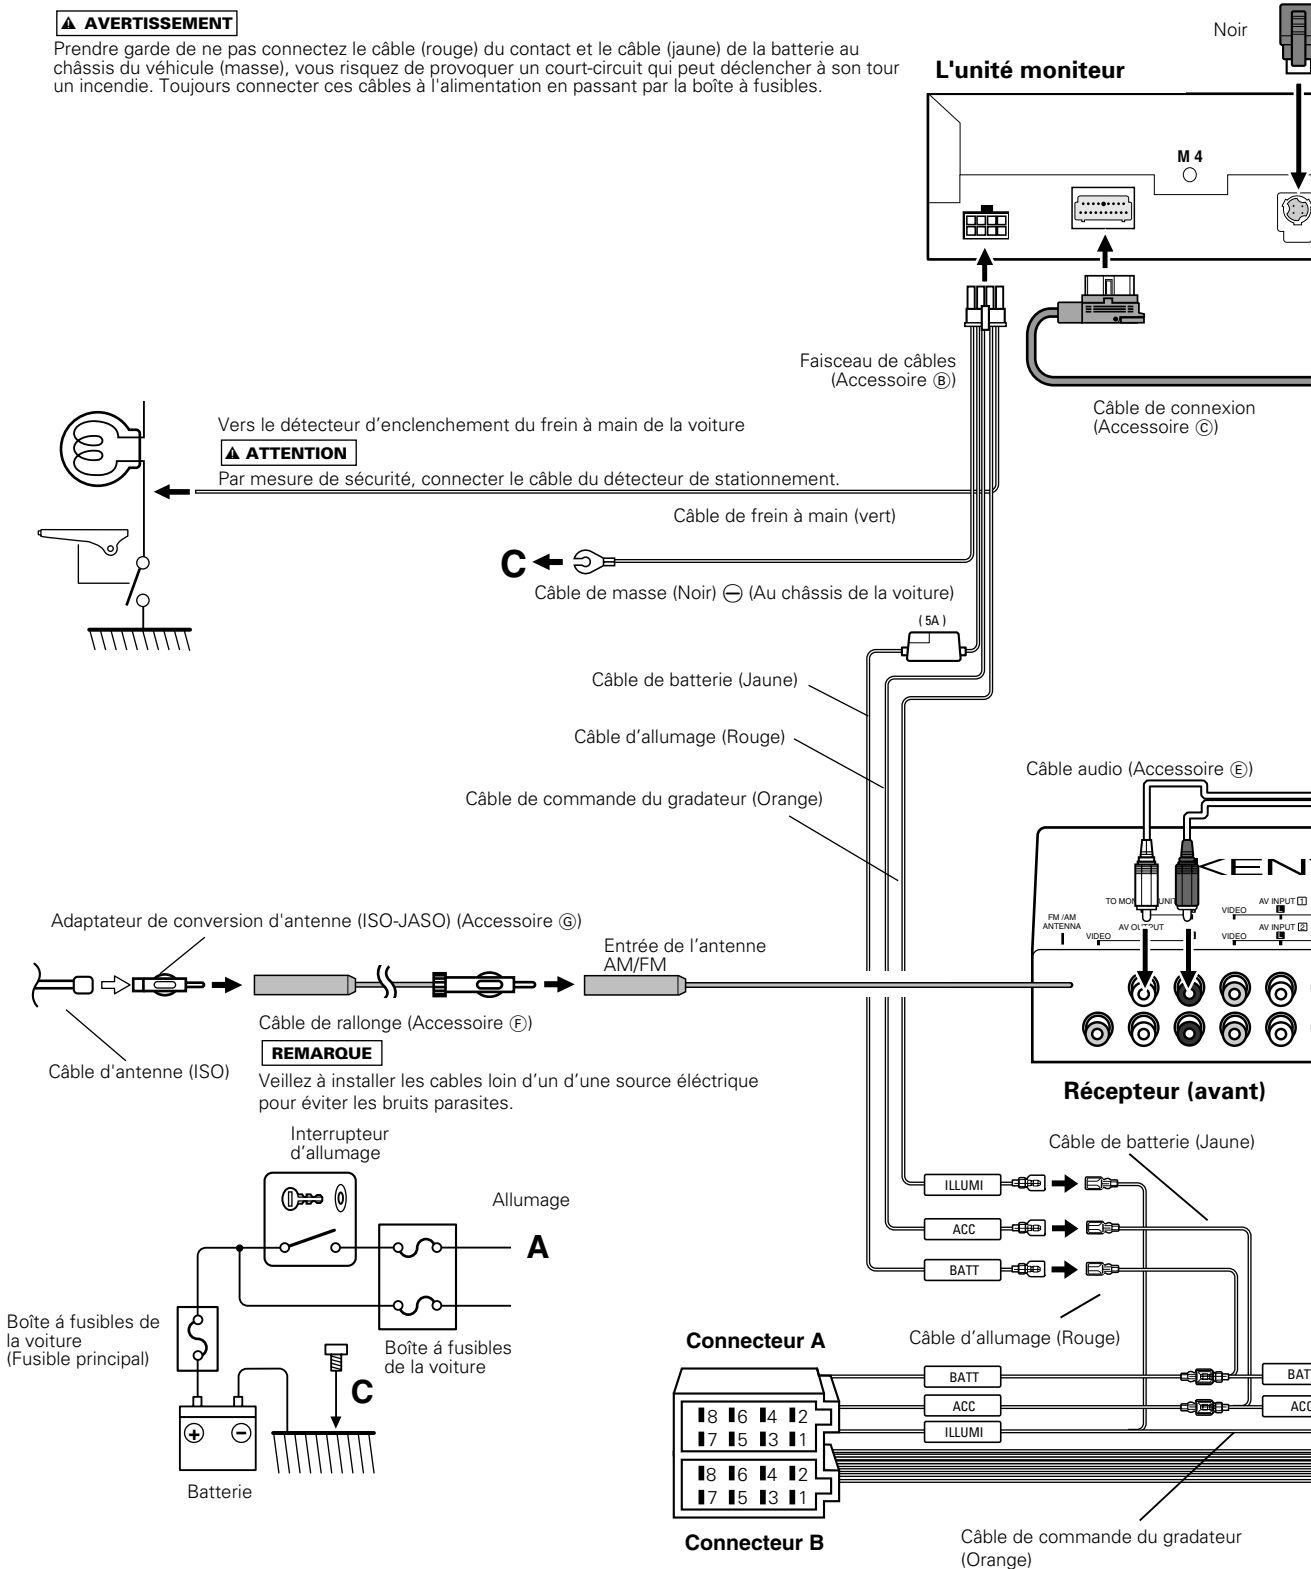 AVERTISSEMENT
Prendre garde de ne pas connectez le câble (rouge) du contact et le câble (jaune) de la batterie au
châssis du véhicule (masse), vous risquez de provoquer un court-circuit qui peut déclencher à son tour
un incendie. Toujours connecter ces câbles à l'alimentation en passant par la boîte à fusibles.
Noir
L'unité moniteur
M 4
Faisceau de câbles
(Accessoire Ⓑ)
Câble de connexion
(Accessoire Ⓒ)
Vers le détecteur d'enclenchement du frein à main de la voiture
ATTENTION
Par mesure de sécurité, connecter le câble du détecteur de stationnement.
Câble de frein à main (vert)
C
Câble de masse (Noir) ⊖ (Au châssis de la voiture)
( 5A )
Câble de batterie (Jaune)
Câble d'allumage (Rouge)
Câble de commande du gradateur (Orange)
Câble audio (Accessoire Ⓔ)
FM /AM
ANTENNA
VIDEO
VIDEO
AV INPUT 1
L
VIDEO
AV INPUT 2
L
Adaptateur de conversion d'antenne (ISO-JASO) (Accessoire Ⓖ)
Entrée de l'antenne
AM/FM
Câble de rallonge (Accessoire Ⓕ)
Câble d'antenne (ISO)
REMARQUE
Veillez à installer les cables loin d'un d'une source éléctrique
pour éviter les bruits parasites.
Récepteur (avant)
Interrupteur
d'allumage
Allumage
A
Boîte á fusibles de
la voiture
(Fusible principal)
Boîte á fusibles
de la voiture
C
Batterie
Câble de batterie (Jaune)
ILLUMI
ACC
BATT
Câble d'allumage (Rouge)
Connecteur A
BATT
ACC
ILLUMI
8 6 4 2
7 5 3 1
8 6 4 2
7 5 3 1
Connecteur B
Câble de commande du gradateur
(Orange)